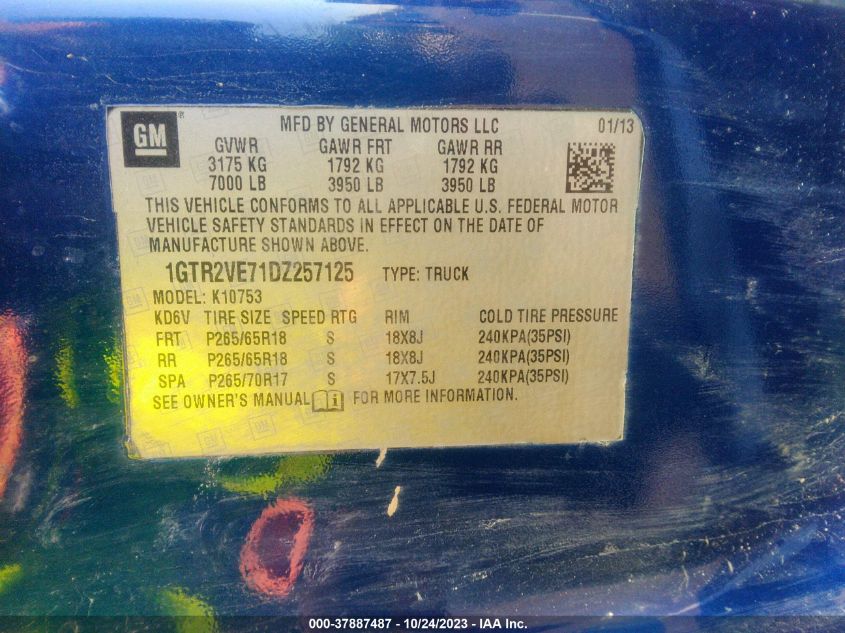 GM
MFD BY GENERAL MOTORS LLC 01/13
GVWR GAWR FRT GAWR RR
3175 KG 1792 KG 1792 KG
7000 LB 3950 LB 3950 LB
THIS VEHICLE CONFORMS TO ALL APPLICABLE U.S. FEDERAL MOTOR
VEHICLE SAFETY STANDARDS IN EFFECT ON THE DATE OF
MANUFACTURE SHOWN ABOVE.
1GTR2VE71DZ257125 TYPE: TRUCK
MODEL: K10753
KD6V TIRE SIZE SPEED RTG RIM COLD TIRE PRESSURE
FRT P265/65R18 S 18X8J 240KPA(35PSI)
RR P265/65R18 S 18X8J 240KPA(35PSI)
SPA P265/70R17 S 17X7.5J 240KPA(35PSI)
SEE OWNER'S MANUAL FOR MORE INFORMATION.
000-37887487 - 10/24/2023 - IAA Inc.